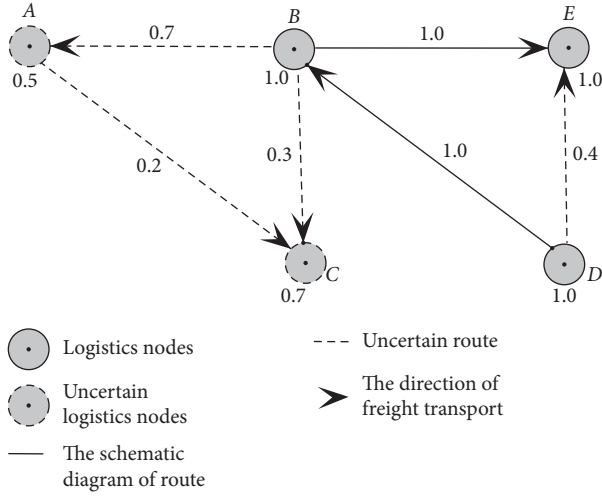 A
B
E
0.7
1.0
0.5
1.0
1.0
0.2
0.3
1.0
0.4
C
D
0.7
1.0
Logistics nodes
Uncertain
logistics nodes
The schematic
diagram of route
Uncertain route
The direction of
freight transport